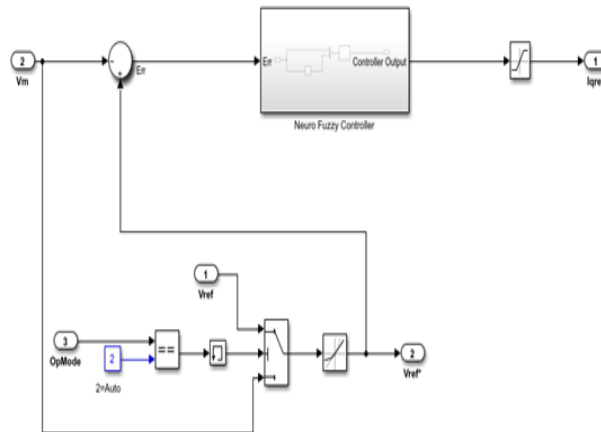 2
Vm
-
+
Err
Err
Controller Output
Neuro Fuzzy Controller
1
Iqre
1
Vref
3
OpMode
2
2=Auto
==
2
Vref*